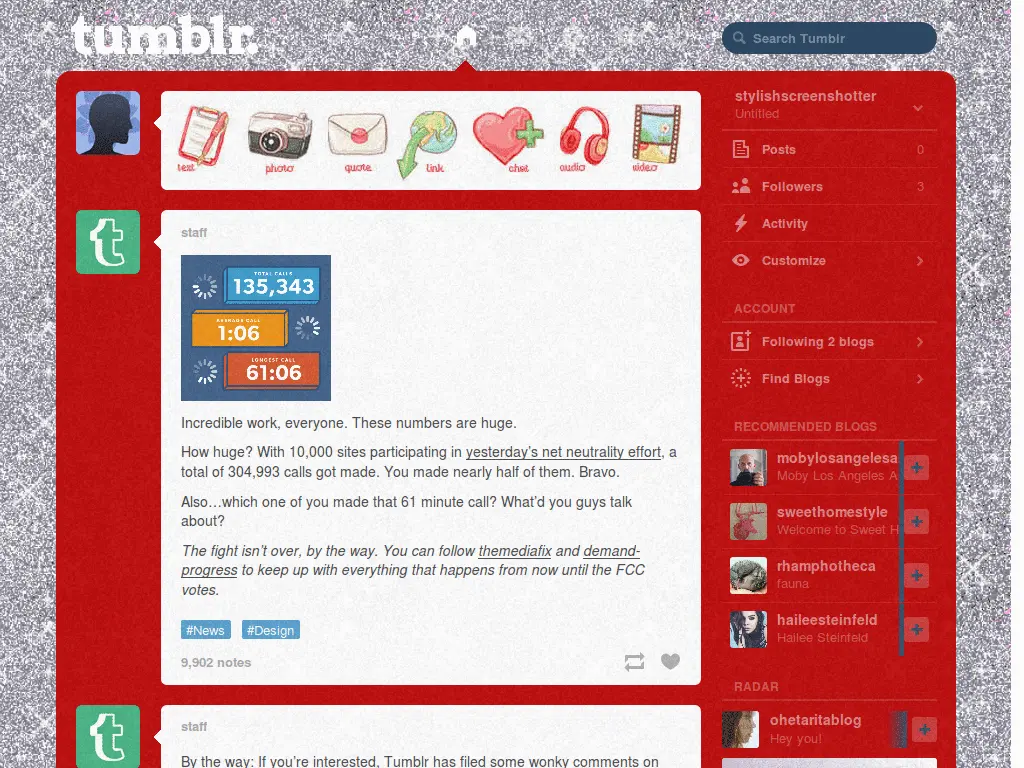 tumblr.
Search Tumblr
text
photo
quote
link
chat
audio
video
staff
TOTAL CALLS
135,343
AVERAGE CALL
1:06
LONGEST CALL
61:06
Incredible work, everyone. These numbers are huge.
How huge? With 10,000 sites participating in yesterday's net neutrality effort, a
total of 304,993 calls got made. You made nearly half of them. Bravo.
Also…which one of you made that 61 minute call? What'd you guys talk
about?
The fight isn't over, by the way. You can follow themediafix and demand-
progress to keep up with everything that happens from now until the FCC
votes.
#News #Design
9,902 notes
staff
By the way: If you're interested, Tumblr has filed some wonky comments on
stylishscreenshotter
Untitled
Posts 0
Followers 3
Activity
Customize
ACCOUNT
Following 2 blogs
Find Blogs
RECOMMENDED BLOGS
mobylosangelesa
Moby Los Angeles A
sweethomestyle
Welcome to Sweet H
rhamphotheca
fauna
haileesteinfeld
Hailee Steinfeld
RADAR
ohetaritablog
Hey you!